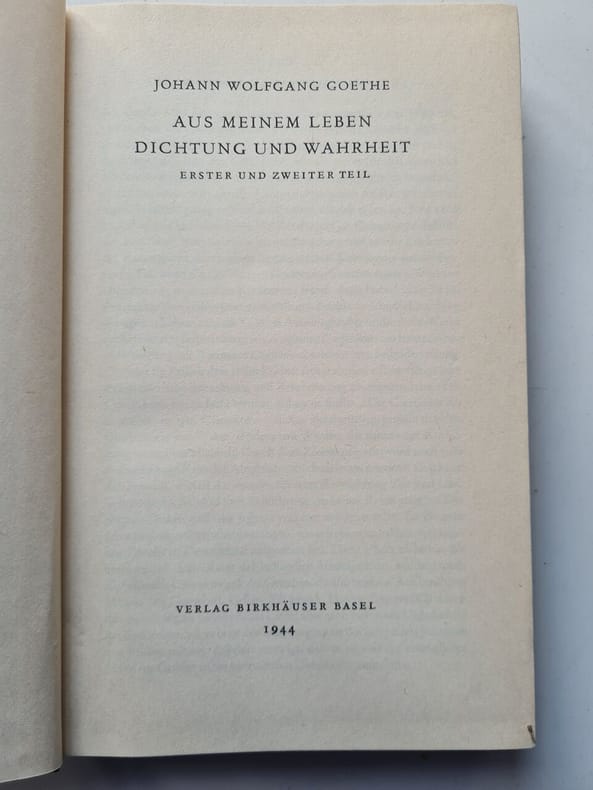 JOHANN WOLFGANG GOETHE
AUS MEINEM LEBEN
DICHTUNG UND WAHRHEIT
ERSTER UND ZWEITER TEIL
VERLAG BIRKHÄUSER BASEL
1944